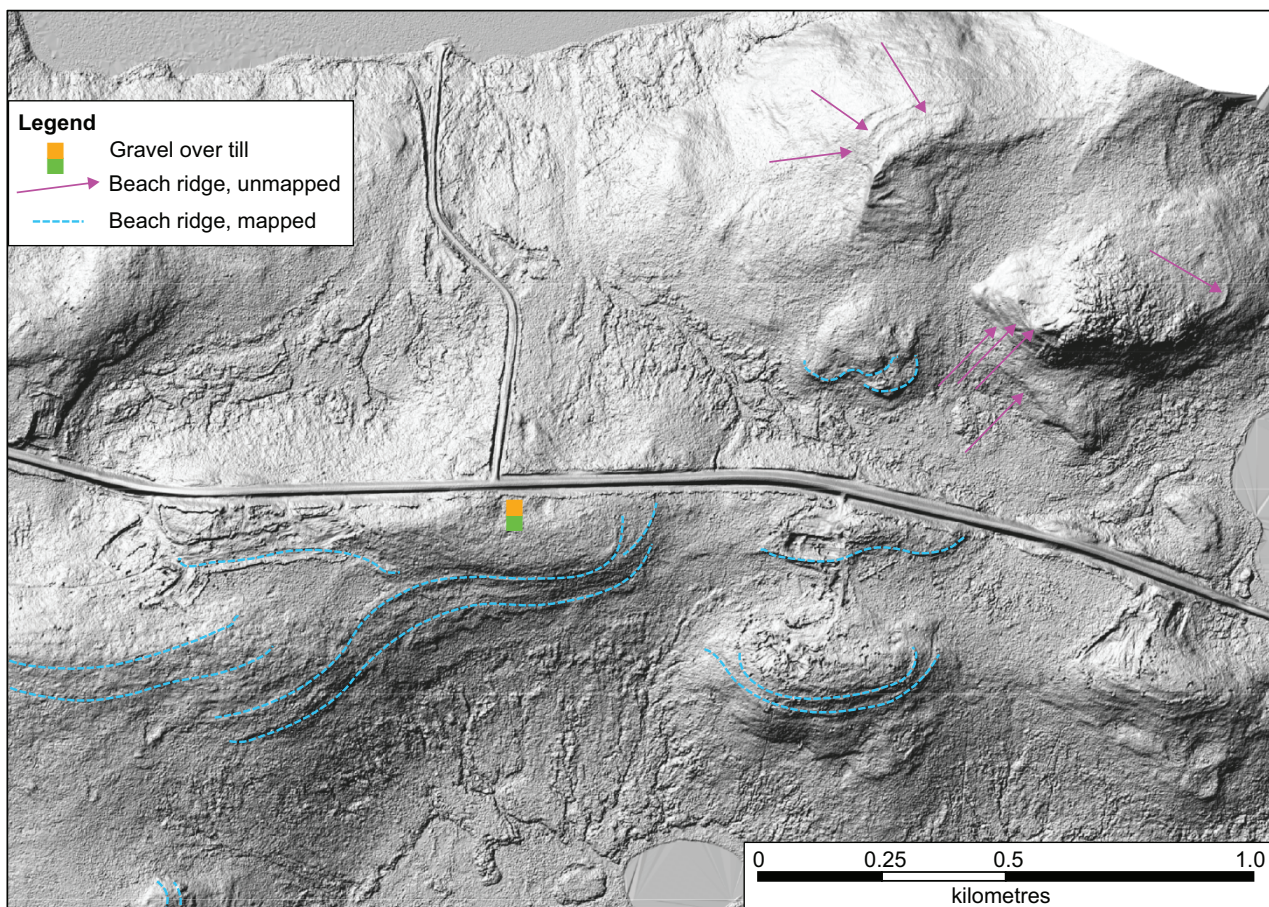 Legend
Gravel over till
Beach ridge, unmapped
Beach ridge, mapped
0 0.25 0.5 1.0
kilometres